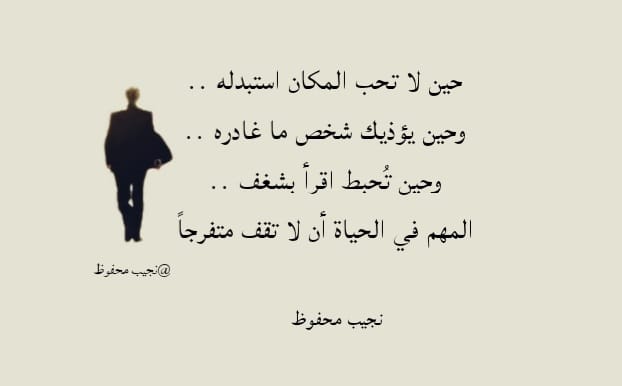 حين لا تحب المكان استبدله ..
وحين يؤذيك شخص ما غادره ..
وحين تُحبط اقرأ بشغف ..
المهم في الحياة أن لا تقف متفرجاً
@نجيب محفوظ
نجيب محفوظ